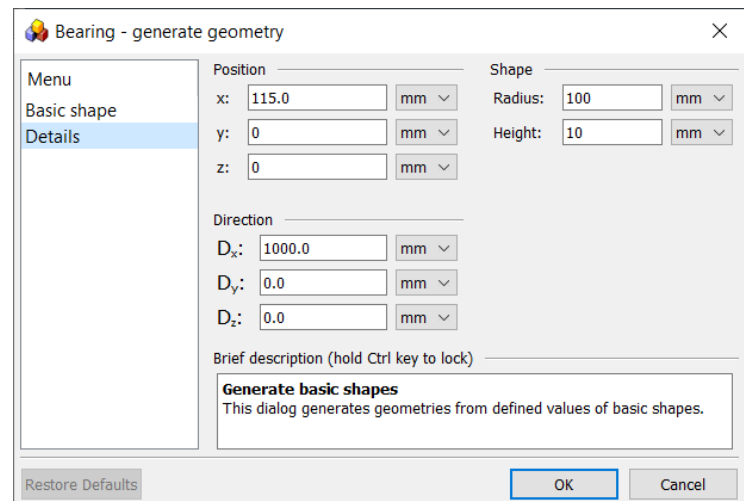 Bearing - generate geometry
Menu
Basic shape
Details
Position
x: 115.0 mm
y: 0 mm
z: 0 mm
Shape
Radius: 100 mm
Height: 10 mm
Direction
Dx: 1000.0 mm
Dy: 0.0 mm
Dz: 0.0 mm
Brief description (hold Ctrl key to lock)
Generate basic shapes
This dialog generates geometries from defined values of basic shapes.
Restore Defaults
OK
Cancel